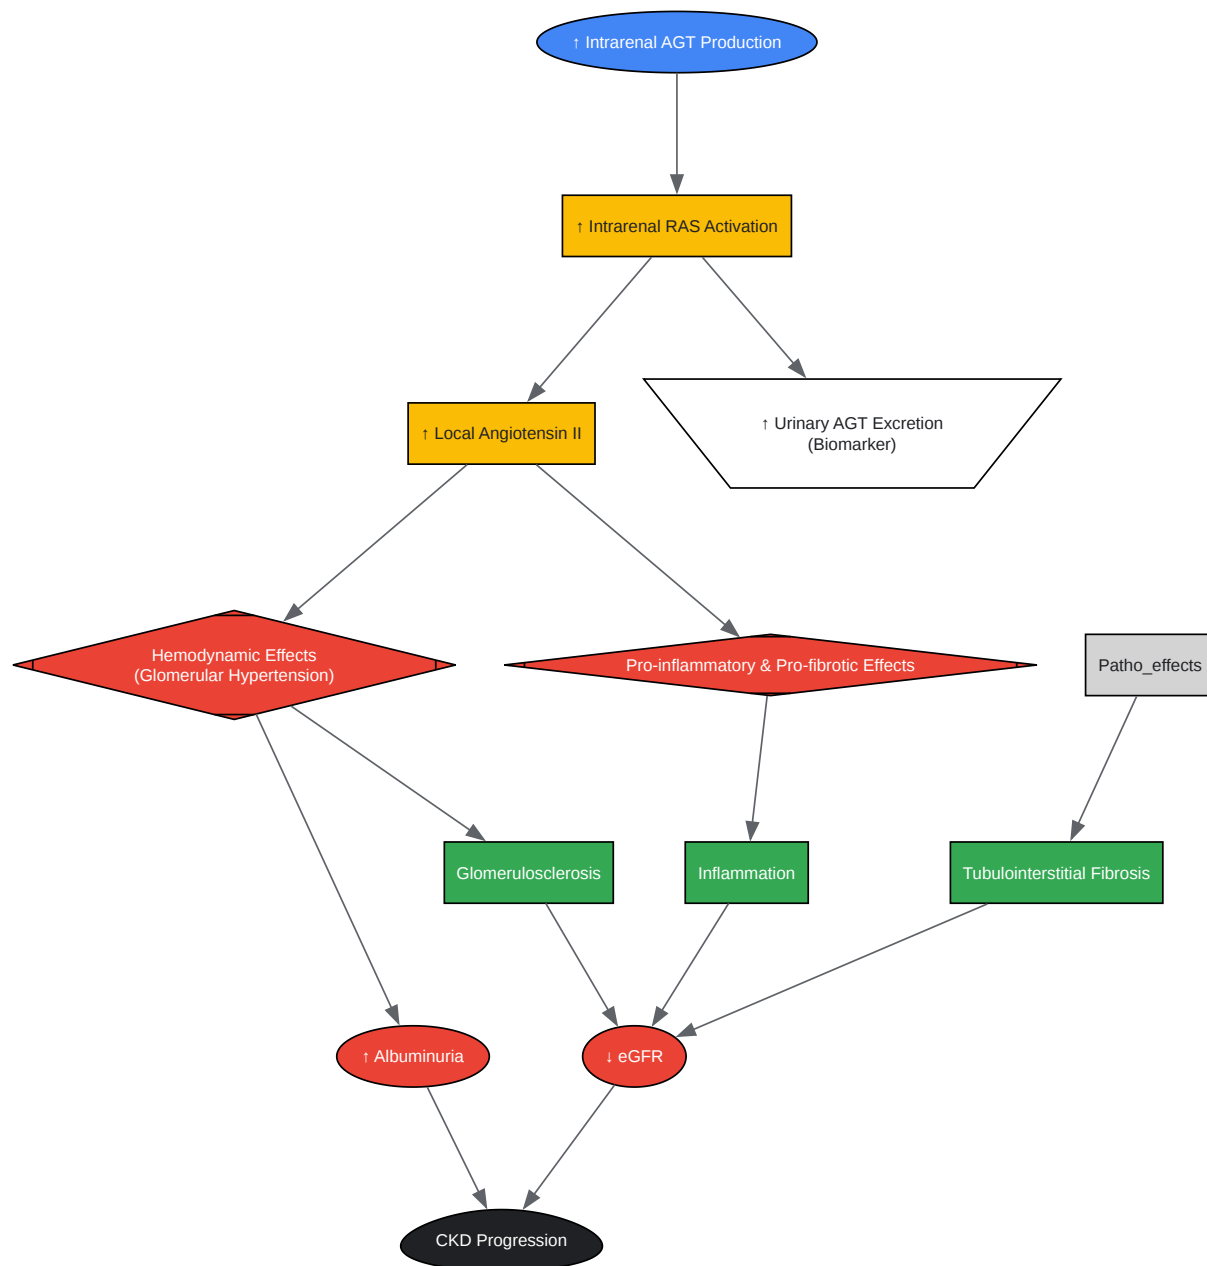 ↑ Intrarenal AGT Production
↑ Intrarenal RAS Activation
↑ Local Angiotensin II
↑ Urinary AGT Excretion
(Biomarker)
Hemodynamic Effects
(Glomerular Hypertension)
Pro-inflammatory & Pro-fibrotic Effects
Patho_effects
Glomerulosclerosis
Inflammation
Tubulointerstitial Fibrosis
↑ Albuminuria
↓ eGFR
CKD Progression